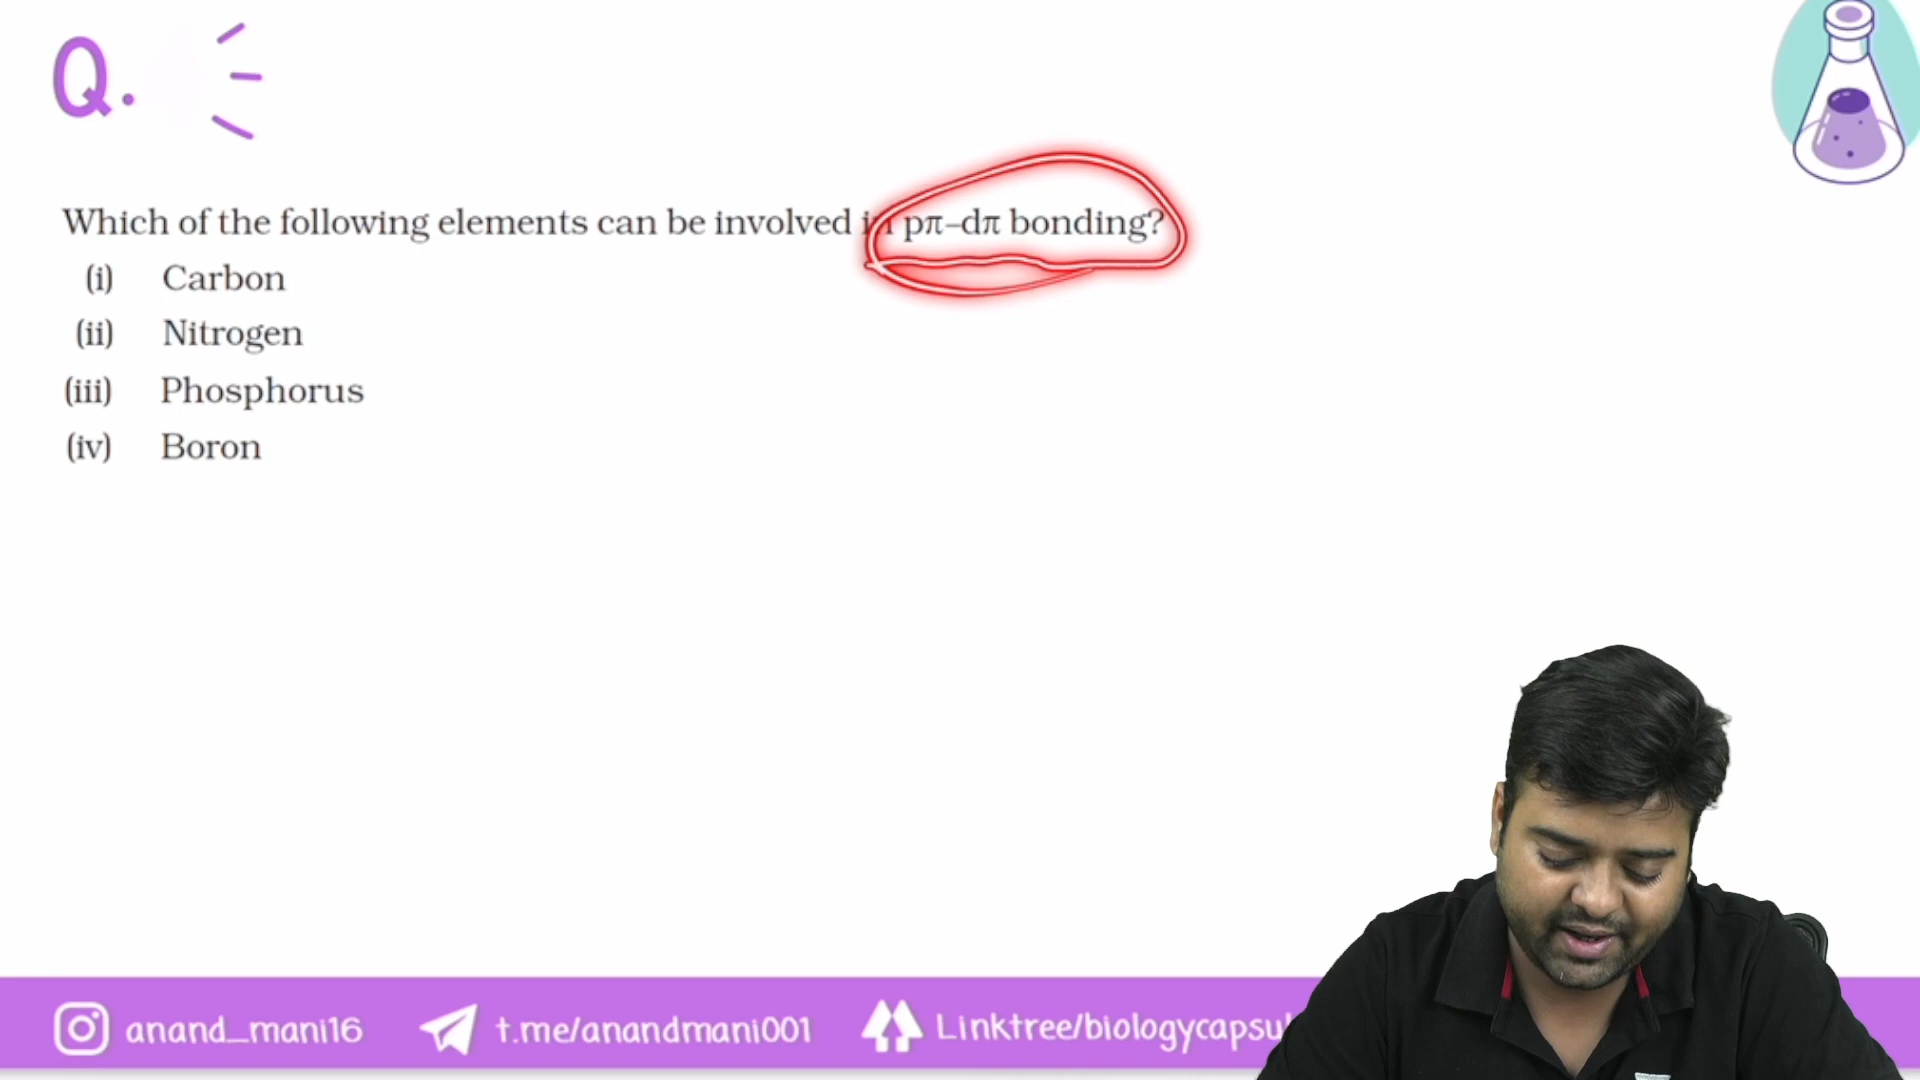 Q.
Which of the following elements can be involved in pπ–dπ bonding?
(i) Carbon
(ii) Nitrogen
(iii) Phosphorus
(iv) Boron
anand_mani16 t.me/anandmani001 Linktree/biologycapsul